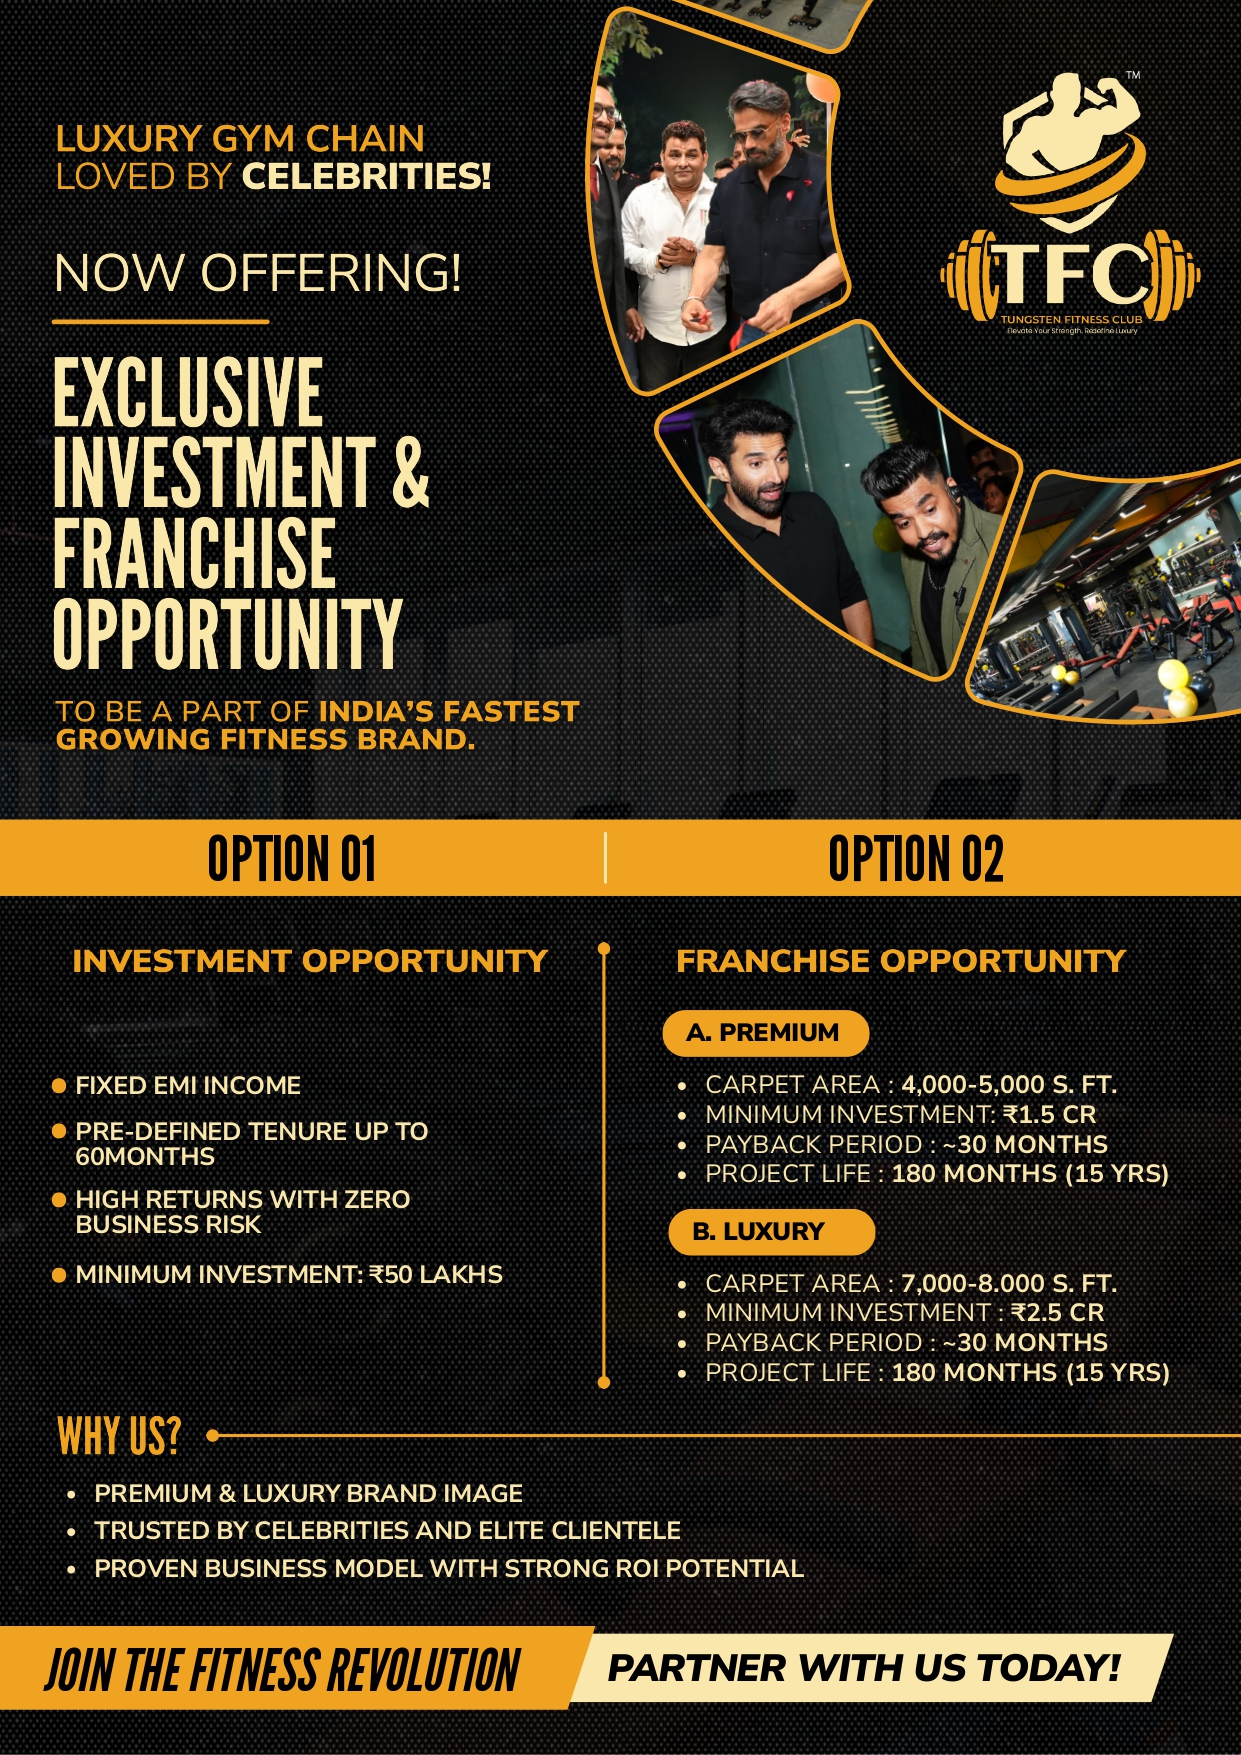 LUXURY GYM CHAIN
LOVED BY CELEBRITIES!
NOW OFFERING!
EXCLUSIVE
INVESTMENT &
FRANCHISE
OPPORTUNITY
TO BE A PART OF INDIA'S FASTEST
GROWING FITNESS BRAND.
TM
TFC
TUNGSTEN FITNESS CLUB
Elevate Your Strength, Redefine Luxury
OPTION 01
OPTION 02
INVESTMENT OPPORTUNITY
FIXED EMI INCOME
PRE-DEFINED TENURE UP TO
60MONTHS
HIGH RETURNS WITH ZERO
BUSINESS RISK
MINIMUM INVESTMENT: ₹50 LAKHS
FRANCHISE OPPORTUNITY
A. PREMIUM
• CARPET AREA : 4,000-5,000 S. FT.
• MINIMUM INVESTMENT: ₹1.5 CR
• PAYBACK PERIOD : ~30 MONTHS
• PROJECT LIFE : 180 MONTHS (15 YRS)
B. LUXURY
• CARPET AREA : 7,000-8.000 S. FT.
• MINIMUM INVESTMENT : ₹2.5 CR
• PAYBACK PERIOD : ~30 MONTHS
• PROJECT LIFE : 180 MONTHS (15 YRS)
WHY US?
• PREMIUM & LUXURY BRAND IMAGE
• TRUSTED BY CELEBRITIES AND ELITE CLIENTELE
• PROVEN BUSINESS MODEL WITH STRONG ROI POTENTIAL
JOIN THE FITNESS REVOLUTION
PARTNER WITH US TODAY!